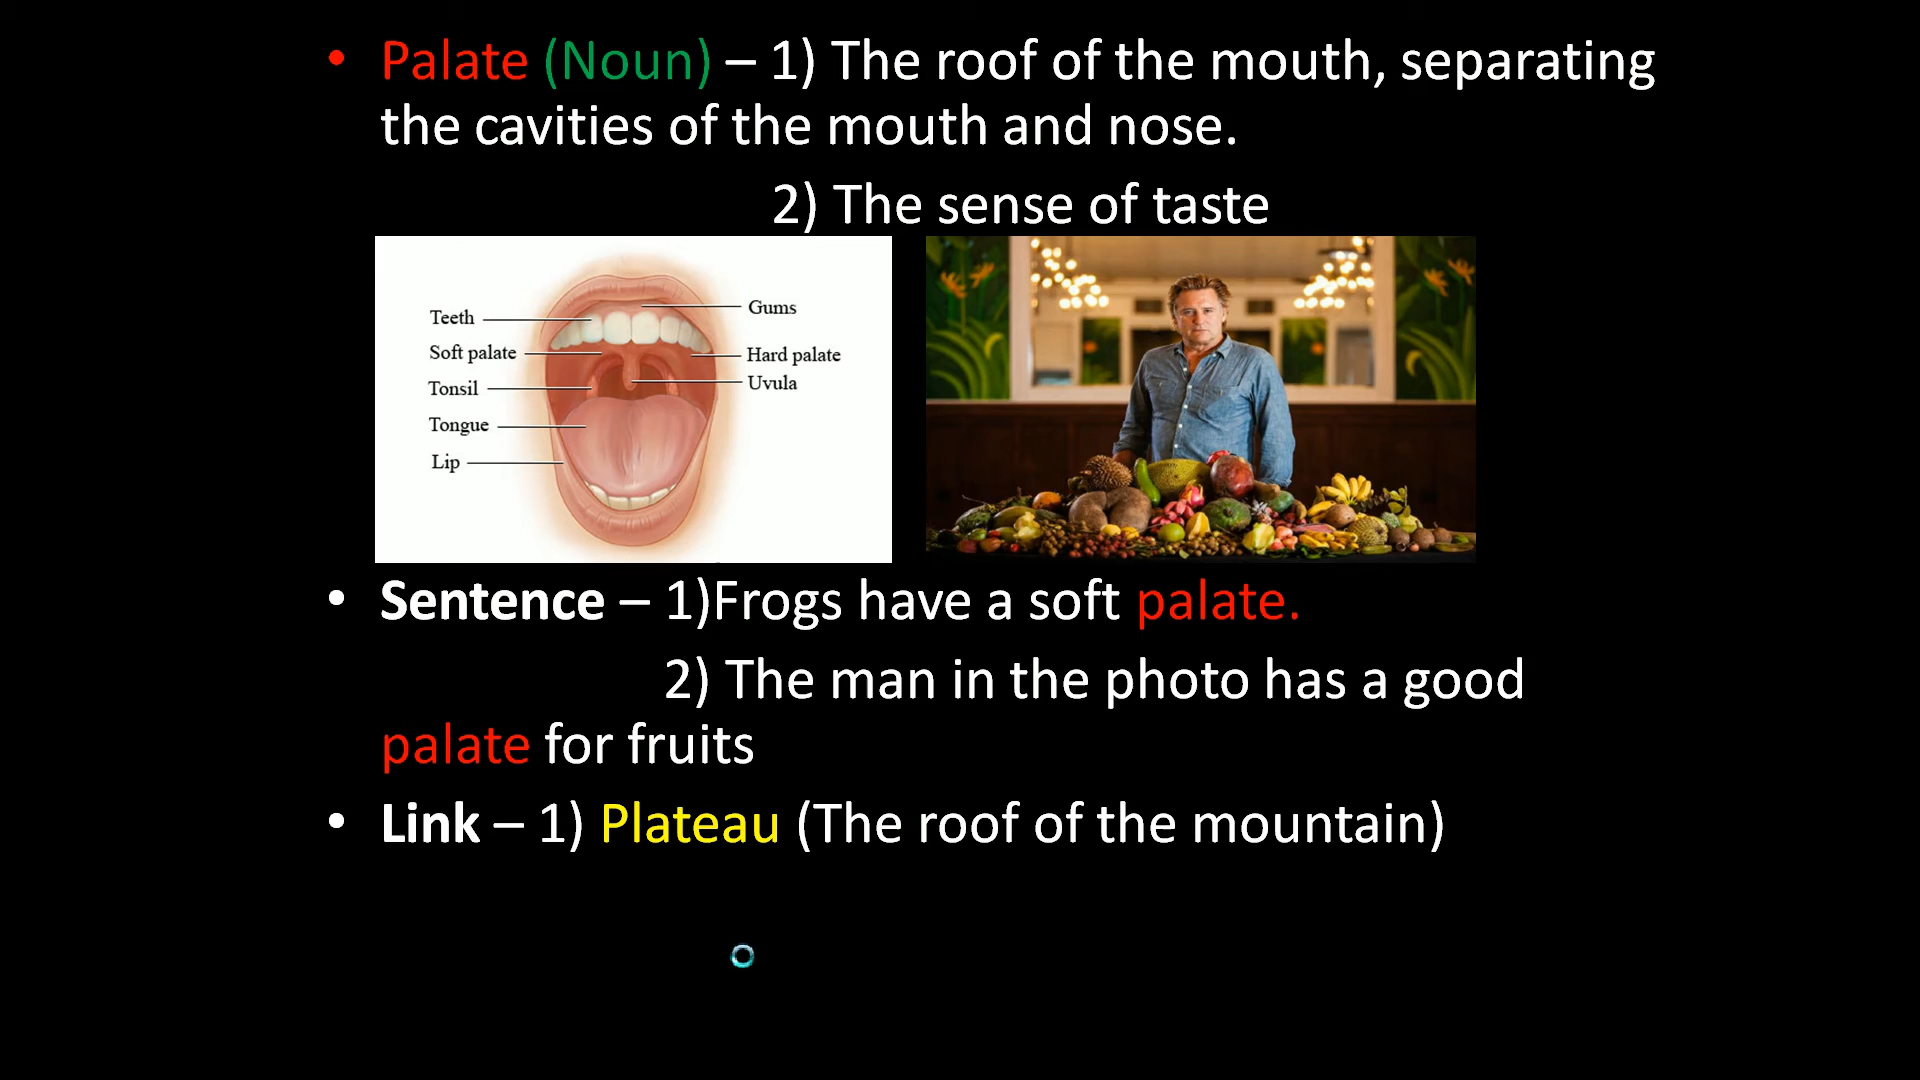 • Palate (Noun) – 1) The roof of the mouth, separating
the cavities of the mouth and nose.
2) The sense of taste
Teeth
Gums
Soft palate
Hard palate
Tonsil
Uvula
Tongue
Lip
• Sentence – 1)Frogs have a soft palate.
2) The man in the photo has a good
palate for fruits
• Link – 1) Plateau (The roof of the mountain)